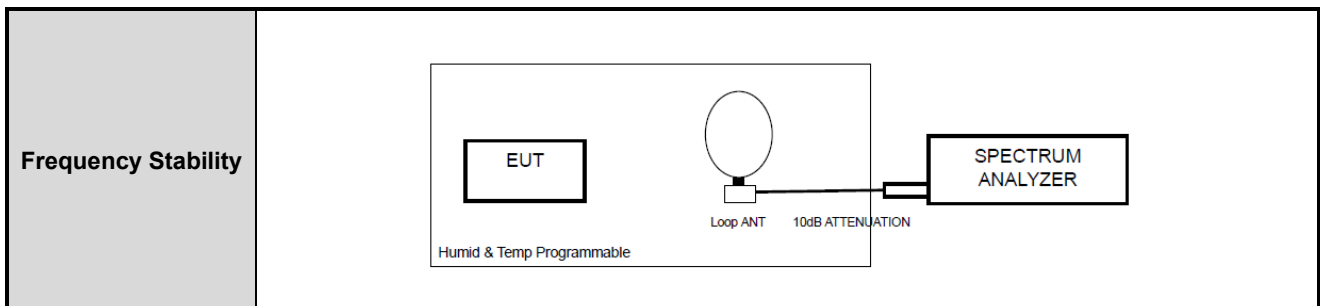 Frequency Stability
EUT
SPECTRUM
ANALYZER
Loop ANT
10dB ATTENUATION
Humid & Temp Programmable